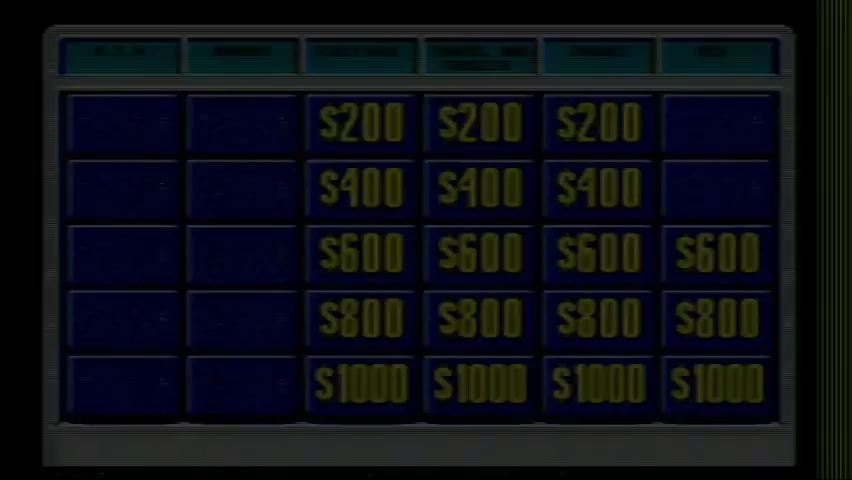 $200 $200 $200
$400 $400 $400
$600 $600 $600 $600
$800 $800 $800 $800
$1000 $1000 $1000 $1000